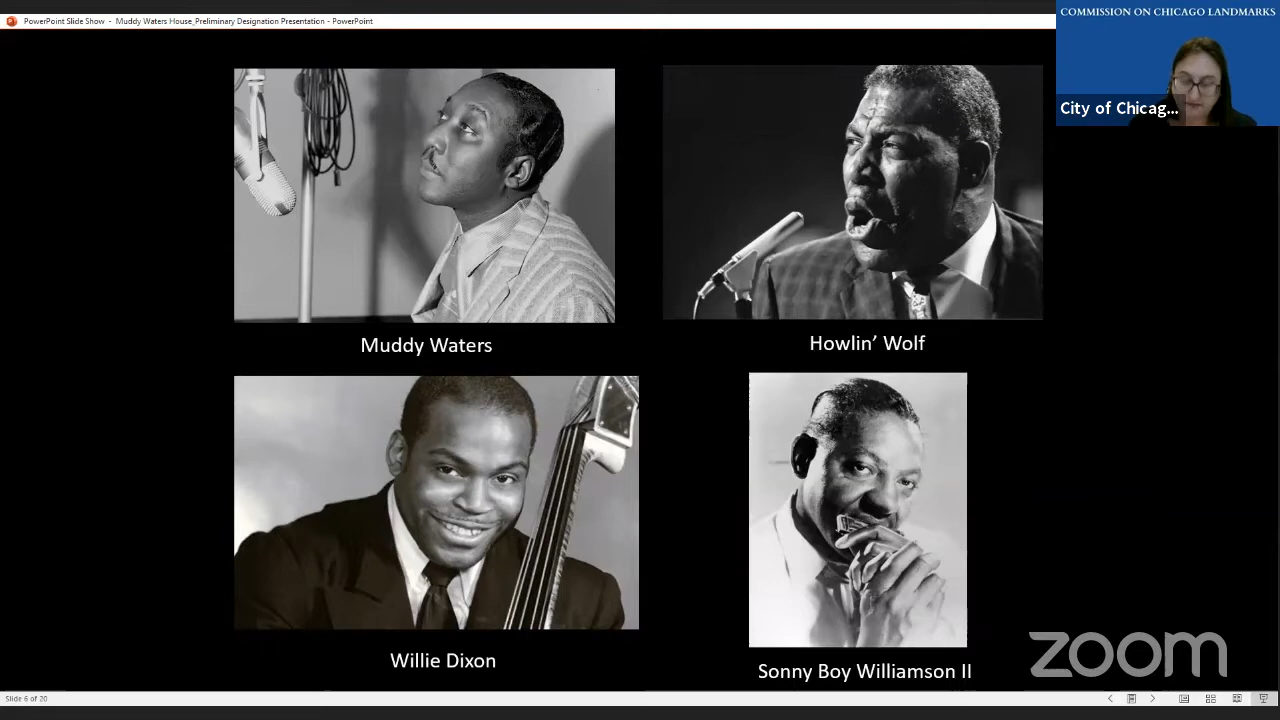 PowerPoint Slide Show - Muddy Waters House_Preliminary Designation Presentation - PowerPoint
COMMISSION ON CHICAGO LANDMARKS
City of Chicag...
Muddy Waters
Howlin’ Wolf
Willie Dixon
Sonny Boy Williamson II
zoom
Slide 6 of 20